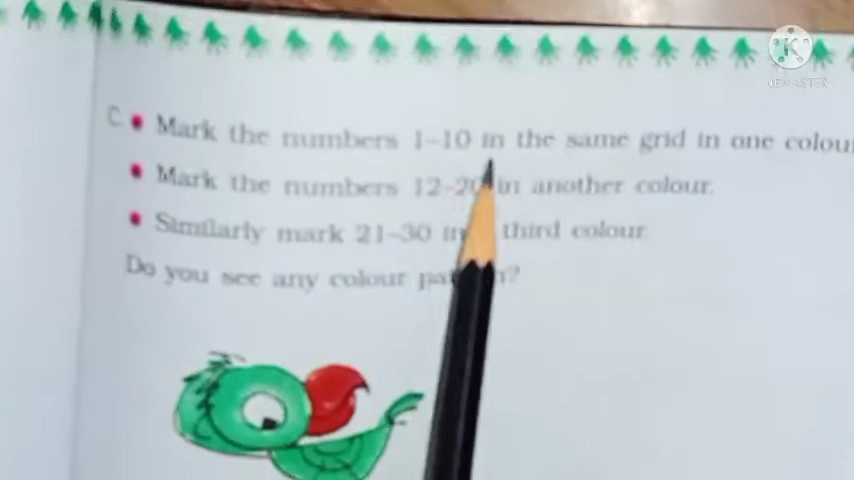 C. • Mark the numbers 1-10 in the same grid in one colour
• Mark the numbers 12-20 in another colour.
• Similarly mark 21-30 in third colour
Do you see any colour
K